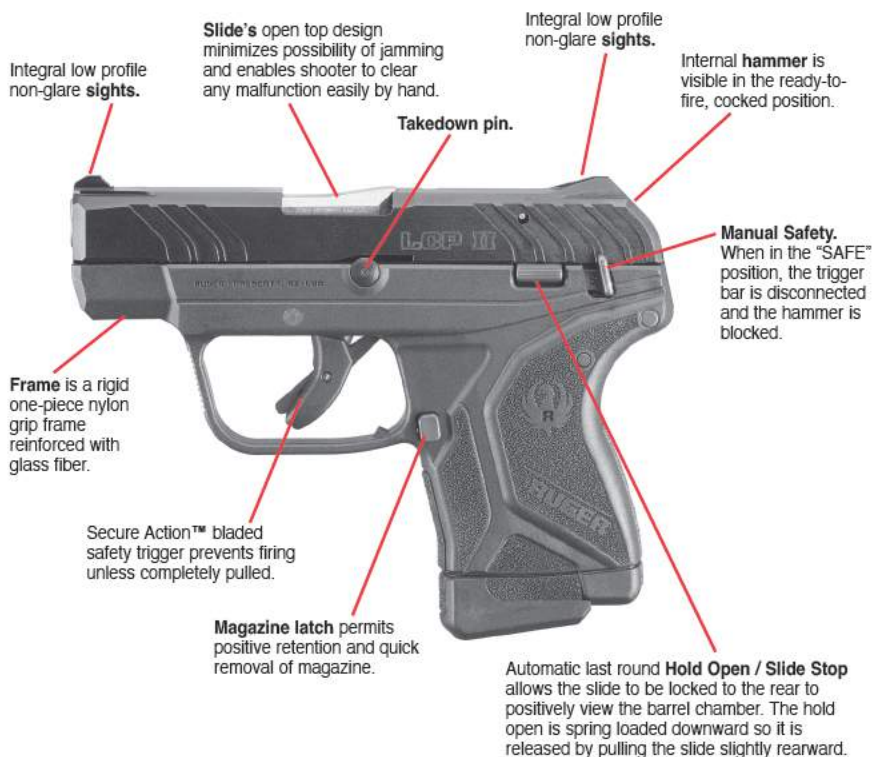 Integral low profile
non-glare sights.
Slide's open top design
minimizes possibility of jamming
and enables shooter to clear
any malfunction easily by hand.
Takedown pin.
Integral low profile
non-glare sights.
Internal hammer is
visible in the ready-to-
fire, cocked position.
LCP II
Manual Safety.
When in the "SAFE"
position, the trigger
bar is disconnected
and the hammer is
blocked.
Frame is a rigid
one-piece nylon
grip frame
reinforced with
glass fiber.
R
RUGER
Secure Action™ bladed
safety trigger prevents firing
unless completely pulled.
Magazine latch permits
positive retention and quick
removal of magazine.
Automatic last round Hold Open / Slide Stop
allows the slide to be locked to the rear to
positively view the barrel chamber. The hold
open is spring loaded downward so it is
released by pulling the slide slightly rearward.